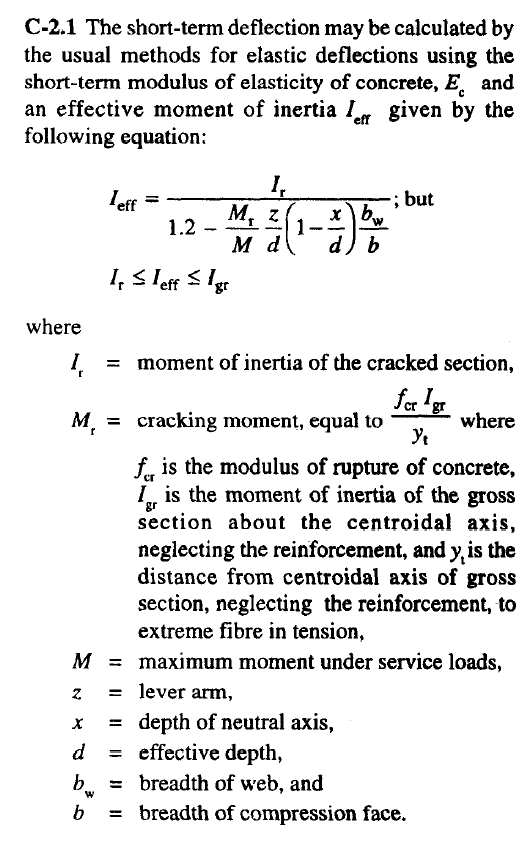 C-2.1 The short-term deflection may be calculated by
the usual methods for elastic deflections using the
short-term modulus of elasticity of concrete, E_c and
an effective moment of inertia I_eff given by the
following equation:
I_eff = I_r / (1.2 - (M_r / M) (z / d) (1 - x / d) (b_w / b)) ; but
I_r ≤ I_eff ≤ I_gr
where
I_r = moment of inertia of the cracked section,
M_r = cracking moment, equal to (f_cr I_gr) / y_t where
f_cr is the modulus of rupture of concrete,
I_gr is the moment of inertia of the gross
section about the centroidal axis,
neglecting the reinforcement, and y_t is the
distance from centroidal axis of gross
section, neglecting the reinforcement, to
extreme fibre in tension,
M = maximum moment under service loads,
z = lever arm,
x = depth of neutral axis,
d = effective depth,
b_w = breadth of web, and
b = breadth of compression face.